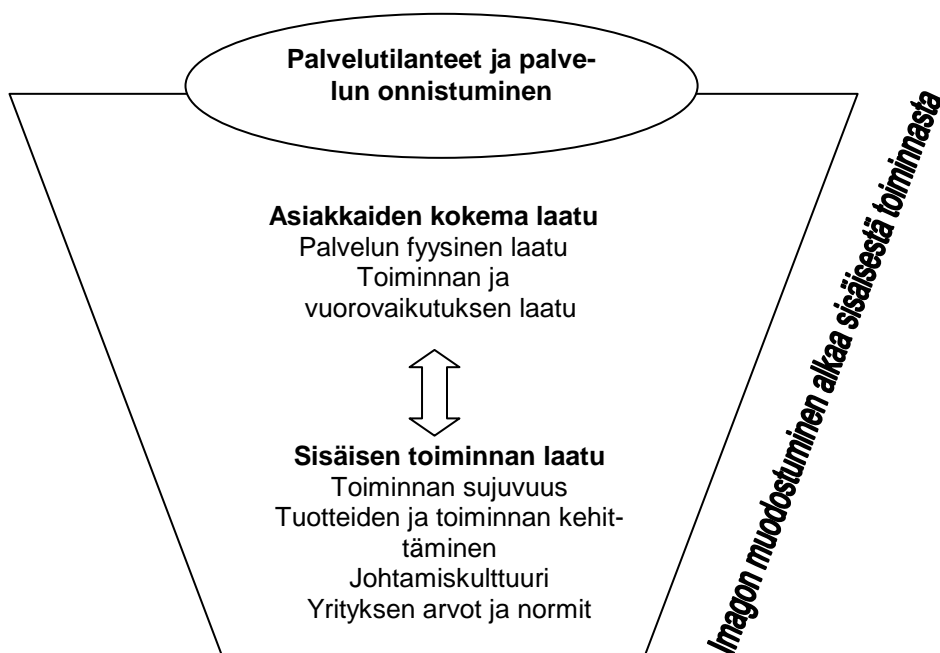 Palvelutilanteet ja palve-
lun onnistuminen
Asiakkaiden kokema laatu
Palvelun fyysinen laatu
Toiminnan ja
vuorovaikutuksen laatu
Sisäisen toiminnan laatu
Toiminnan sujuvuus
Tuotteiden ja toiminnan kehit-
täminen
Johtamiskulttuuri
Yrityksen arvot ja normit
Imagon muodostuminen alkaa sisäisestä toiminnasta